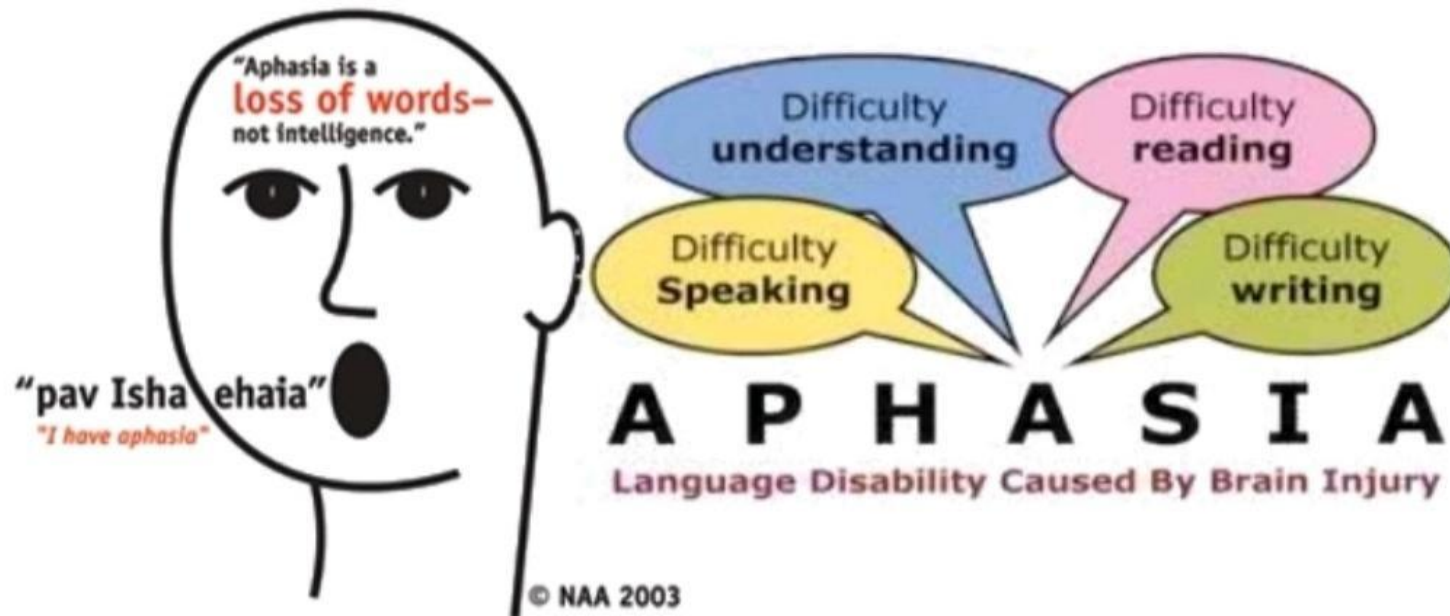 "Aphasia is a
loss of words–
not intelligence."
"pav Isha ehaia"
"I have aphasia"
© NAA 2003
Difficulty
understanding
Difficulty
reading
Difficulty
Speaking
Difficulty
writing
APHASIA
Language Disability Caused By Brain Injury